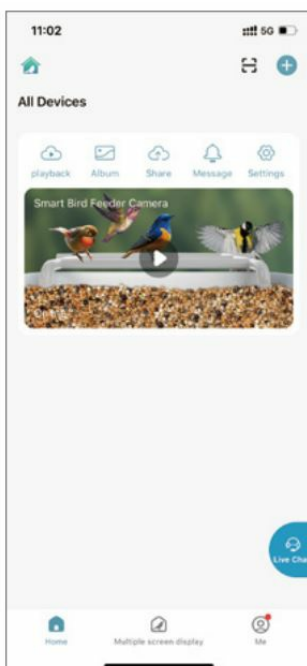 11:02
5G
All Devices
playback Album Share Message Settings
Smart Bird Feeder Camera
Live Cha
Home Multiple screen display Me